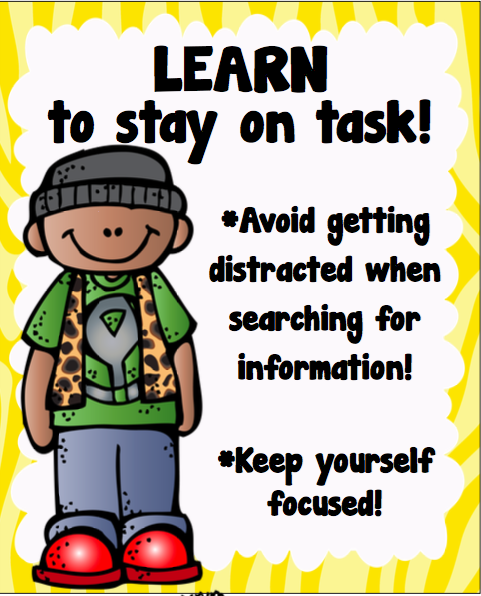 LEARN
to stay on task!
*Avoid getting
distracted when
searching for
information!
*Keep yourself
focused!